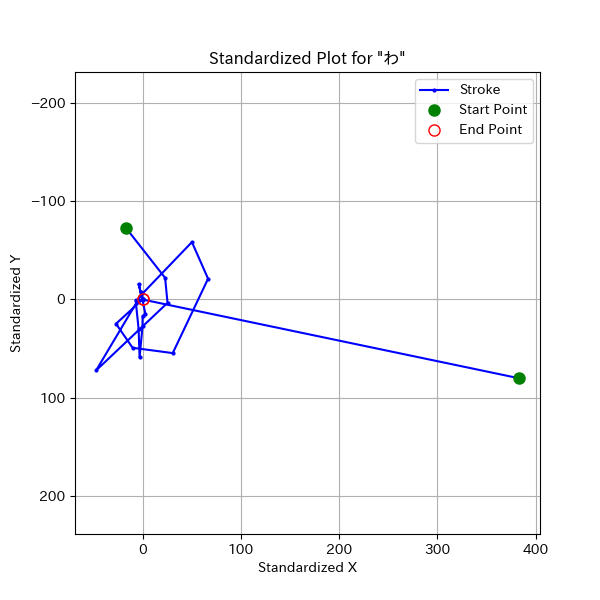 Standardized Plot for "わ"
Stroke
Start Point
End Point
−200
−100
0
100
200
Standardized Y
0 100 200 300 400
Standardized X